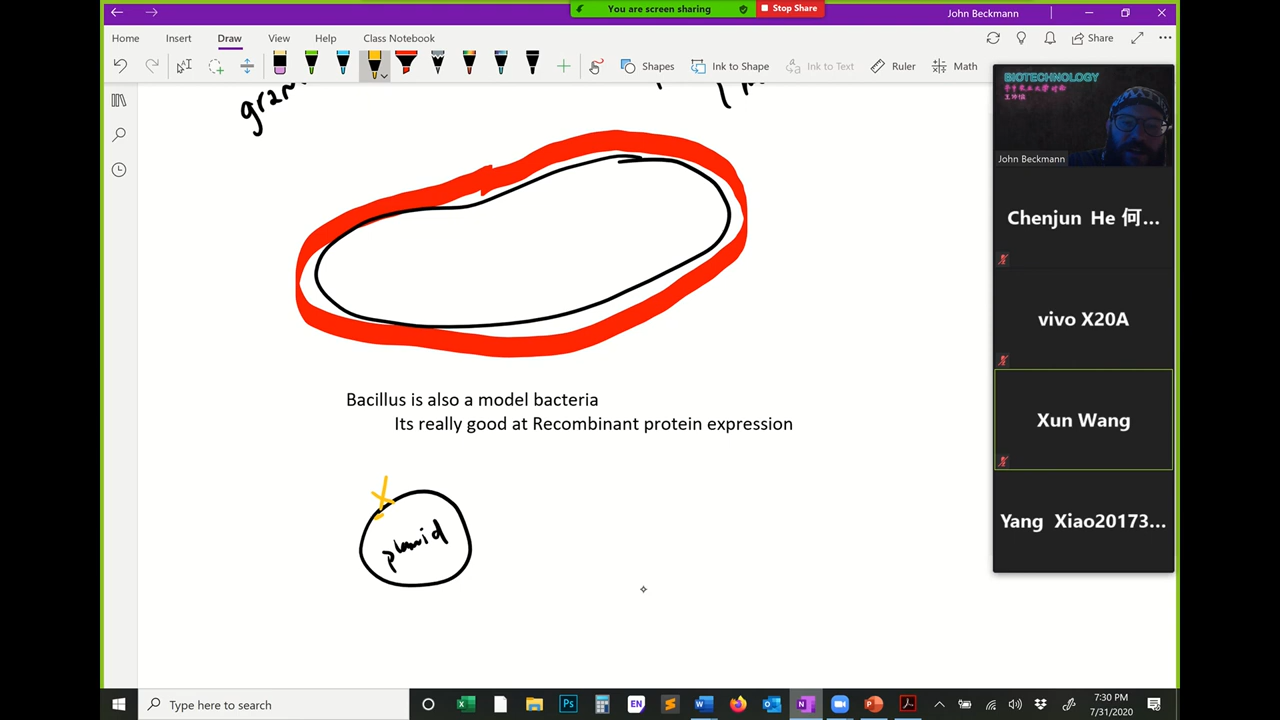 You are screen sharing
Stop Share
John Beckmann
Home Insert Draw View Help Class Notebook
Ink to Shape Shapes Ink to Text Ruler Math Share
gram
BIOTECHNOLOGY
John Beckmann
Chenjun He 何...
vivo X20A
Xun Wang
Yang Xiao20173...
Bacillus is also a model bacteria
Its really good at Recombinant protein expression
plasmid
Type here to search
EN
7:30 PM
7/31/2020